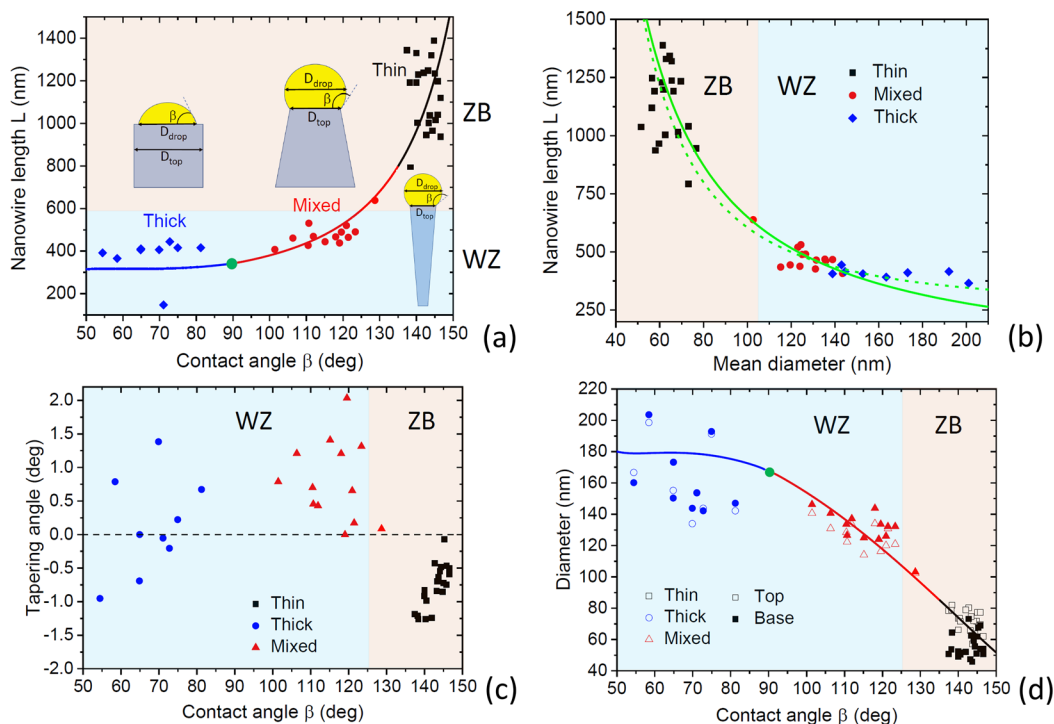 1400
1200
1000
800
600
400
200
Nanowire length L (nm)
50 60 70 80 90 100 110 120 130 140 150
Contact angle β (deg)
Thin
Mixed
Thick
ZB
WZ
β
D_drop
D_top
D_drop
β
D_top
D_drop
β
D_top
(a)
1500
1250
1000
750
500
250
Nanowire length L (nm)
40 60 80 100 120 140 160 180 200
Mean diameter (nm)
ZB
WZ
Thin
Mixed
Thick
(b)
2.0
1.5
1.0
0.5
0.0
-0.5
-1.0
-1.5
-2.0
Tapering angle (deg)
50 60 70 80 90 100 110 120 130 140 150
Contact angle β (deg)
WZ
ZB
Thin
Thick
Mixed
(c)
220
200
180
160
140
120
100
80
60
40
Diameter (nm)
50 60 70 80 90 100 110 120 130 140 150
Contact angle β (deg)
WZ
ZB
Thin Top
Thick Base
Mixed
(d)